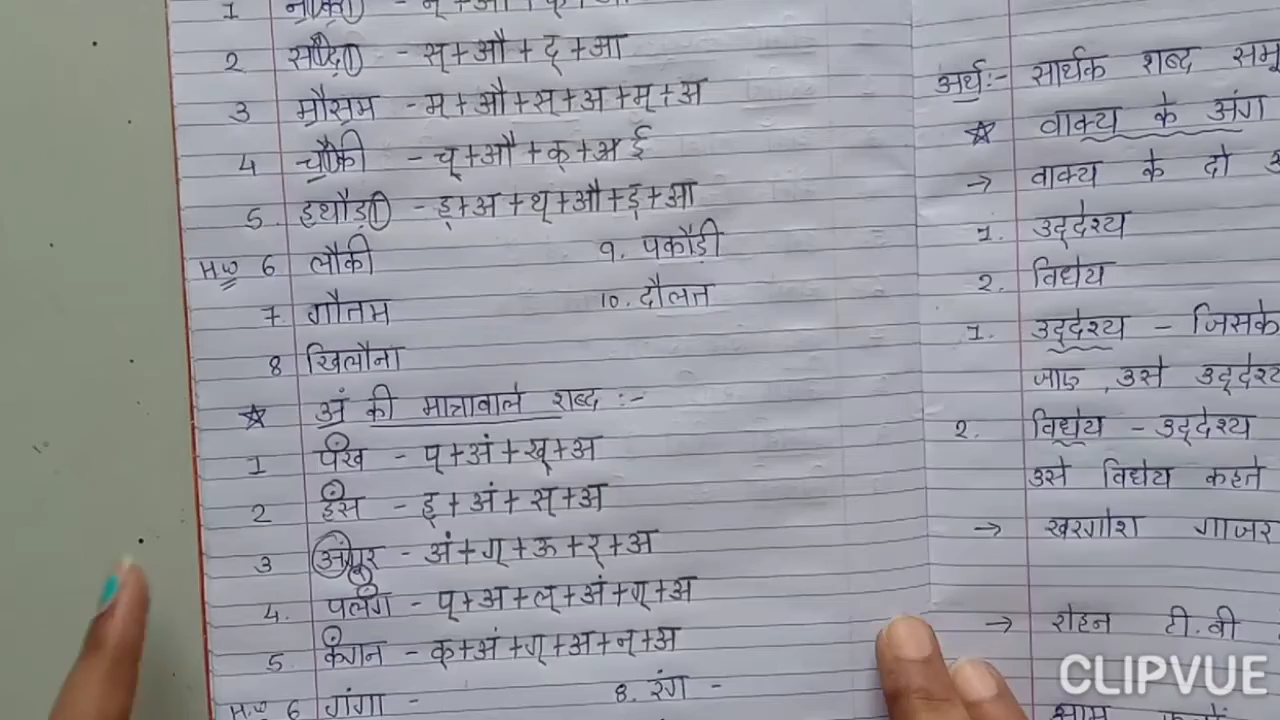 1 नौका
2 सौदा - स् + औ + द् + आ
3 मौसम - म् + औ + स् + अ + म् + अ
4 चौकी - च् + औ + क् + अ ई
5. हथौड़ा - ह् + अ + थ् + औ + ड़् + आ
H.W 6 लौकी 9. पकौड़ी
7. गौतम 10. दौलत
8 खिलौना
☆ अं की मात्रावाले शब्द :-
1 पंख - प् + अं + ख् + अ
2 हंस - ह् + अं + स् + अ
3 अंगूर - अं + ग् + ऊ + र् + अ
4. पलंग - प् + अ + ल् + अं + ग् + अ
5. कंगन - क् + अं + ग् + अ + न् + अ
H.W 6 गंगा - 8. रंग -
अर्थ:- सार्थक शब्द
☆ वाक्य के अंग
→ वाक्य के दो
1. उद्देश्य
2. विधेय
1. उद्देश्य - जिसके
जाए, उसे उद्देश्य
2. विधेय - उद्देश्य
उसे विधेय कहते
→ खरगोश गाजर
→ रोहन टी.वी
CLIPVUE